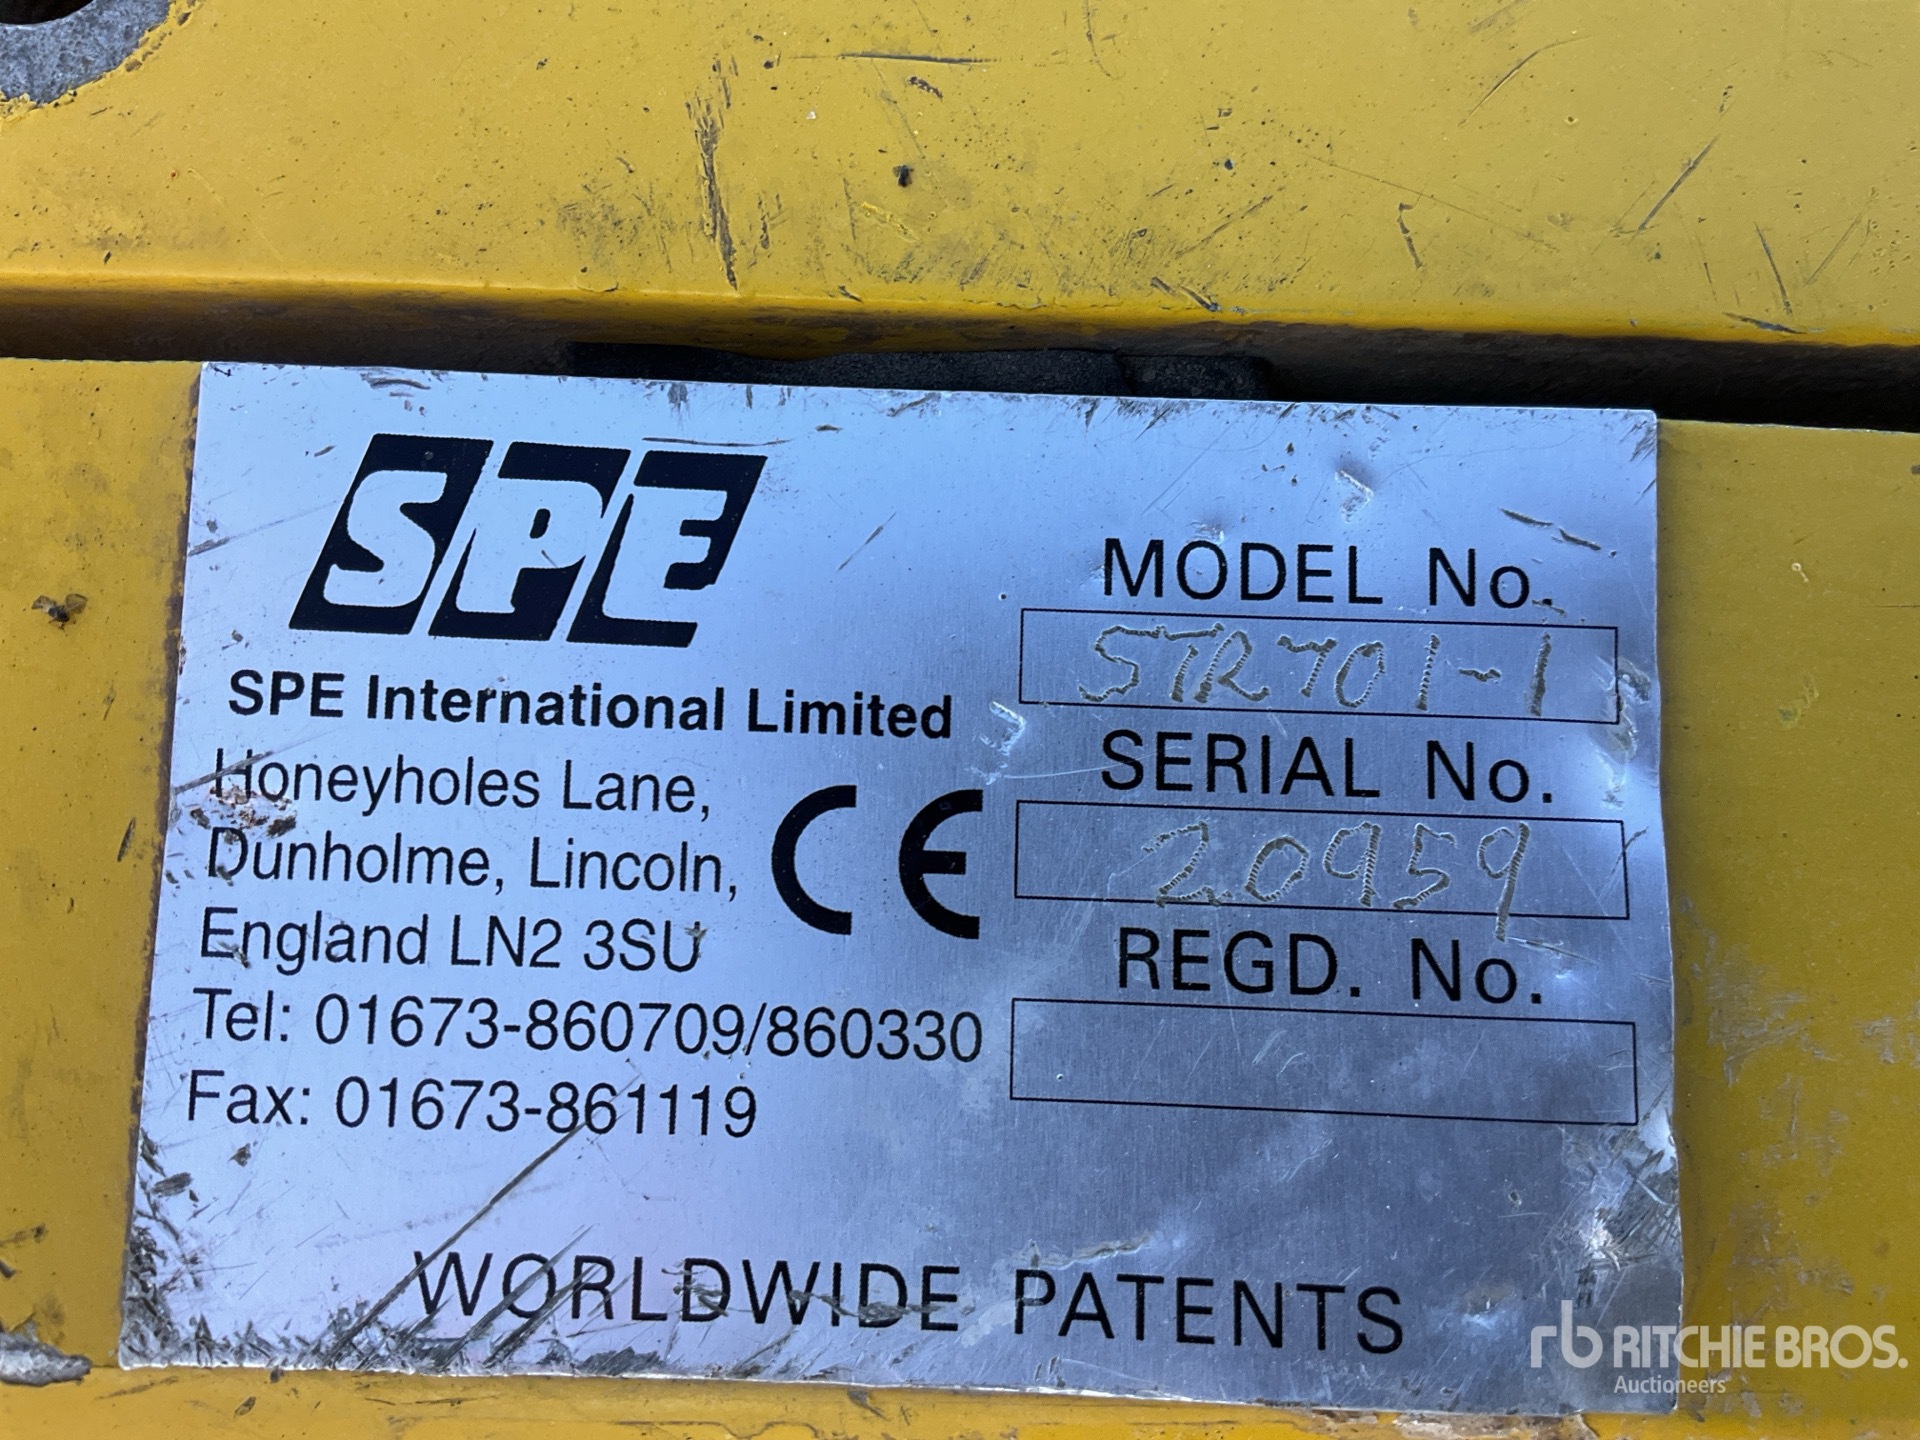 SPE
SPE International Limited
Honeyholes Lane,
Dunholme, Lincoln,
England LN2 3SU
Tel: 01673-860709/860330
Fax: 01673-861119
CE
MODEL No.
STR701-1
SERIAL No.
20959
REGD. No.
WORLDWIDE PATENTS
rb RITCHIE BROS.
Auctioneers